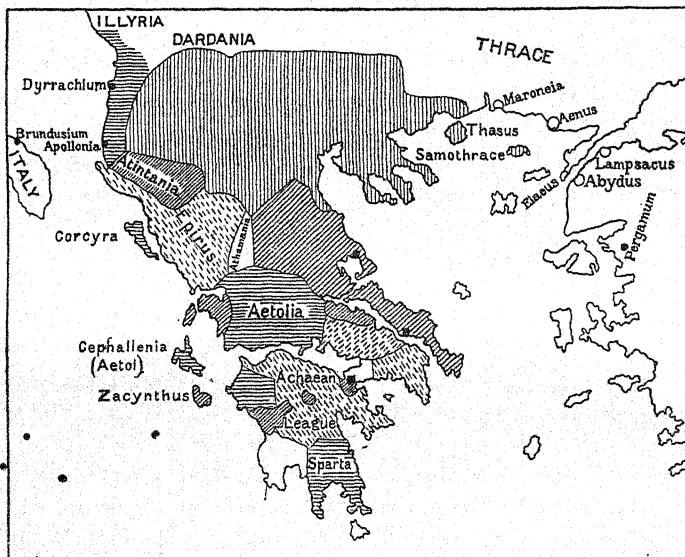 ILLYRIA
DARDANIA
THRACE
Dyrrachium
Maroneia
Aenus
Thasus
Brundusium
Apollonia
Samothrace
ITALY
Atintania
Elaeus
Lampsacus
Abydus
Epirus
Corcyra
Athamania
Pergamum
Aetolia
Cephallenia
(Aetol)
Achaean
Zacynthus
League
Sparta